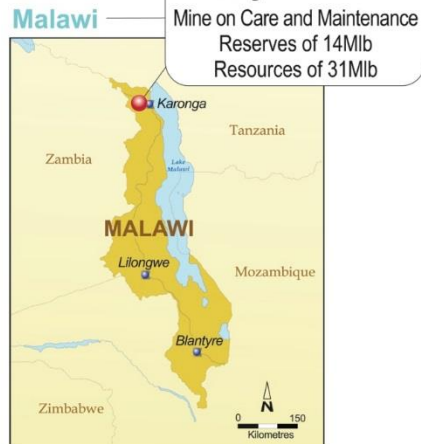 Malawi
Mine on Care and Maintenance
Reserves of 14Mlb
Resources of 31Mlb
Karonga
Tanzania
Zambia
Lake
Malawi
MALAWI
Lilongwe
Mozambique
Blantyre
Zimbabwe
N
0 150
Kilometres